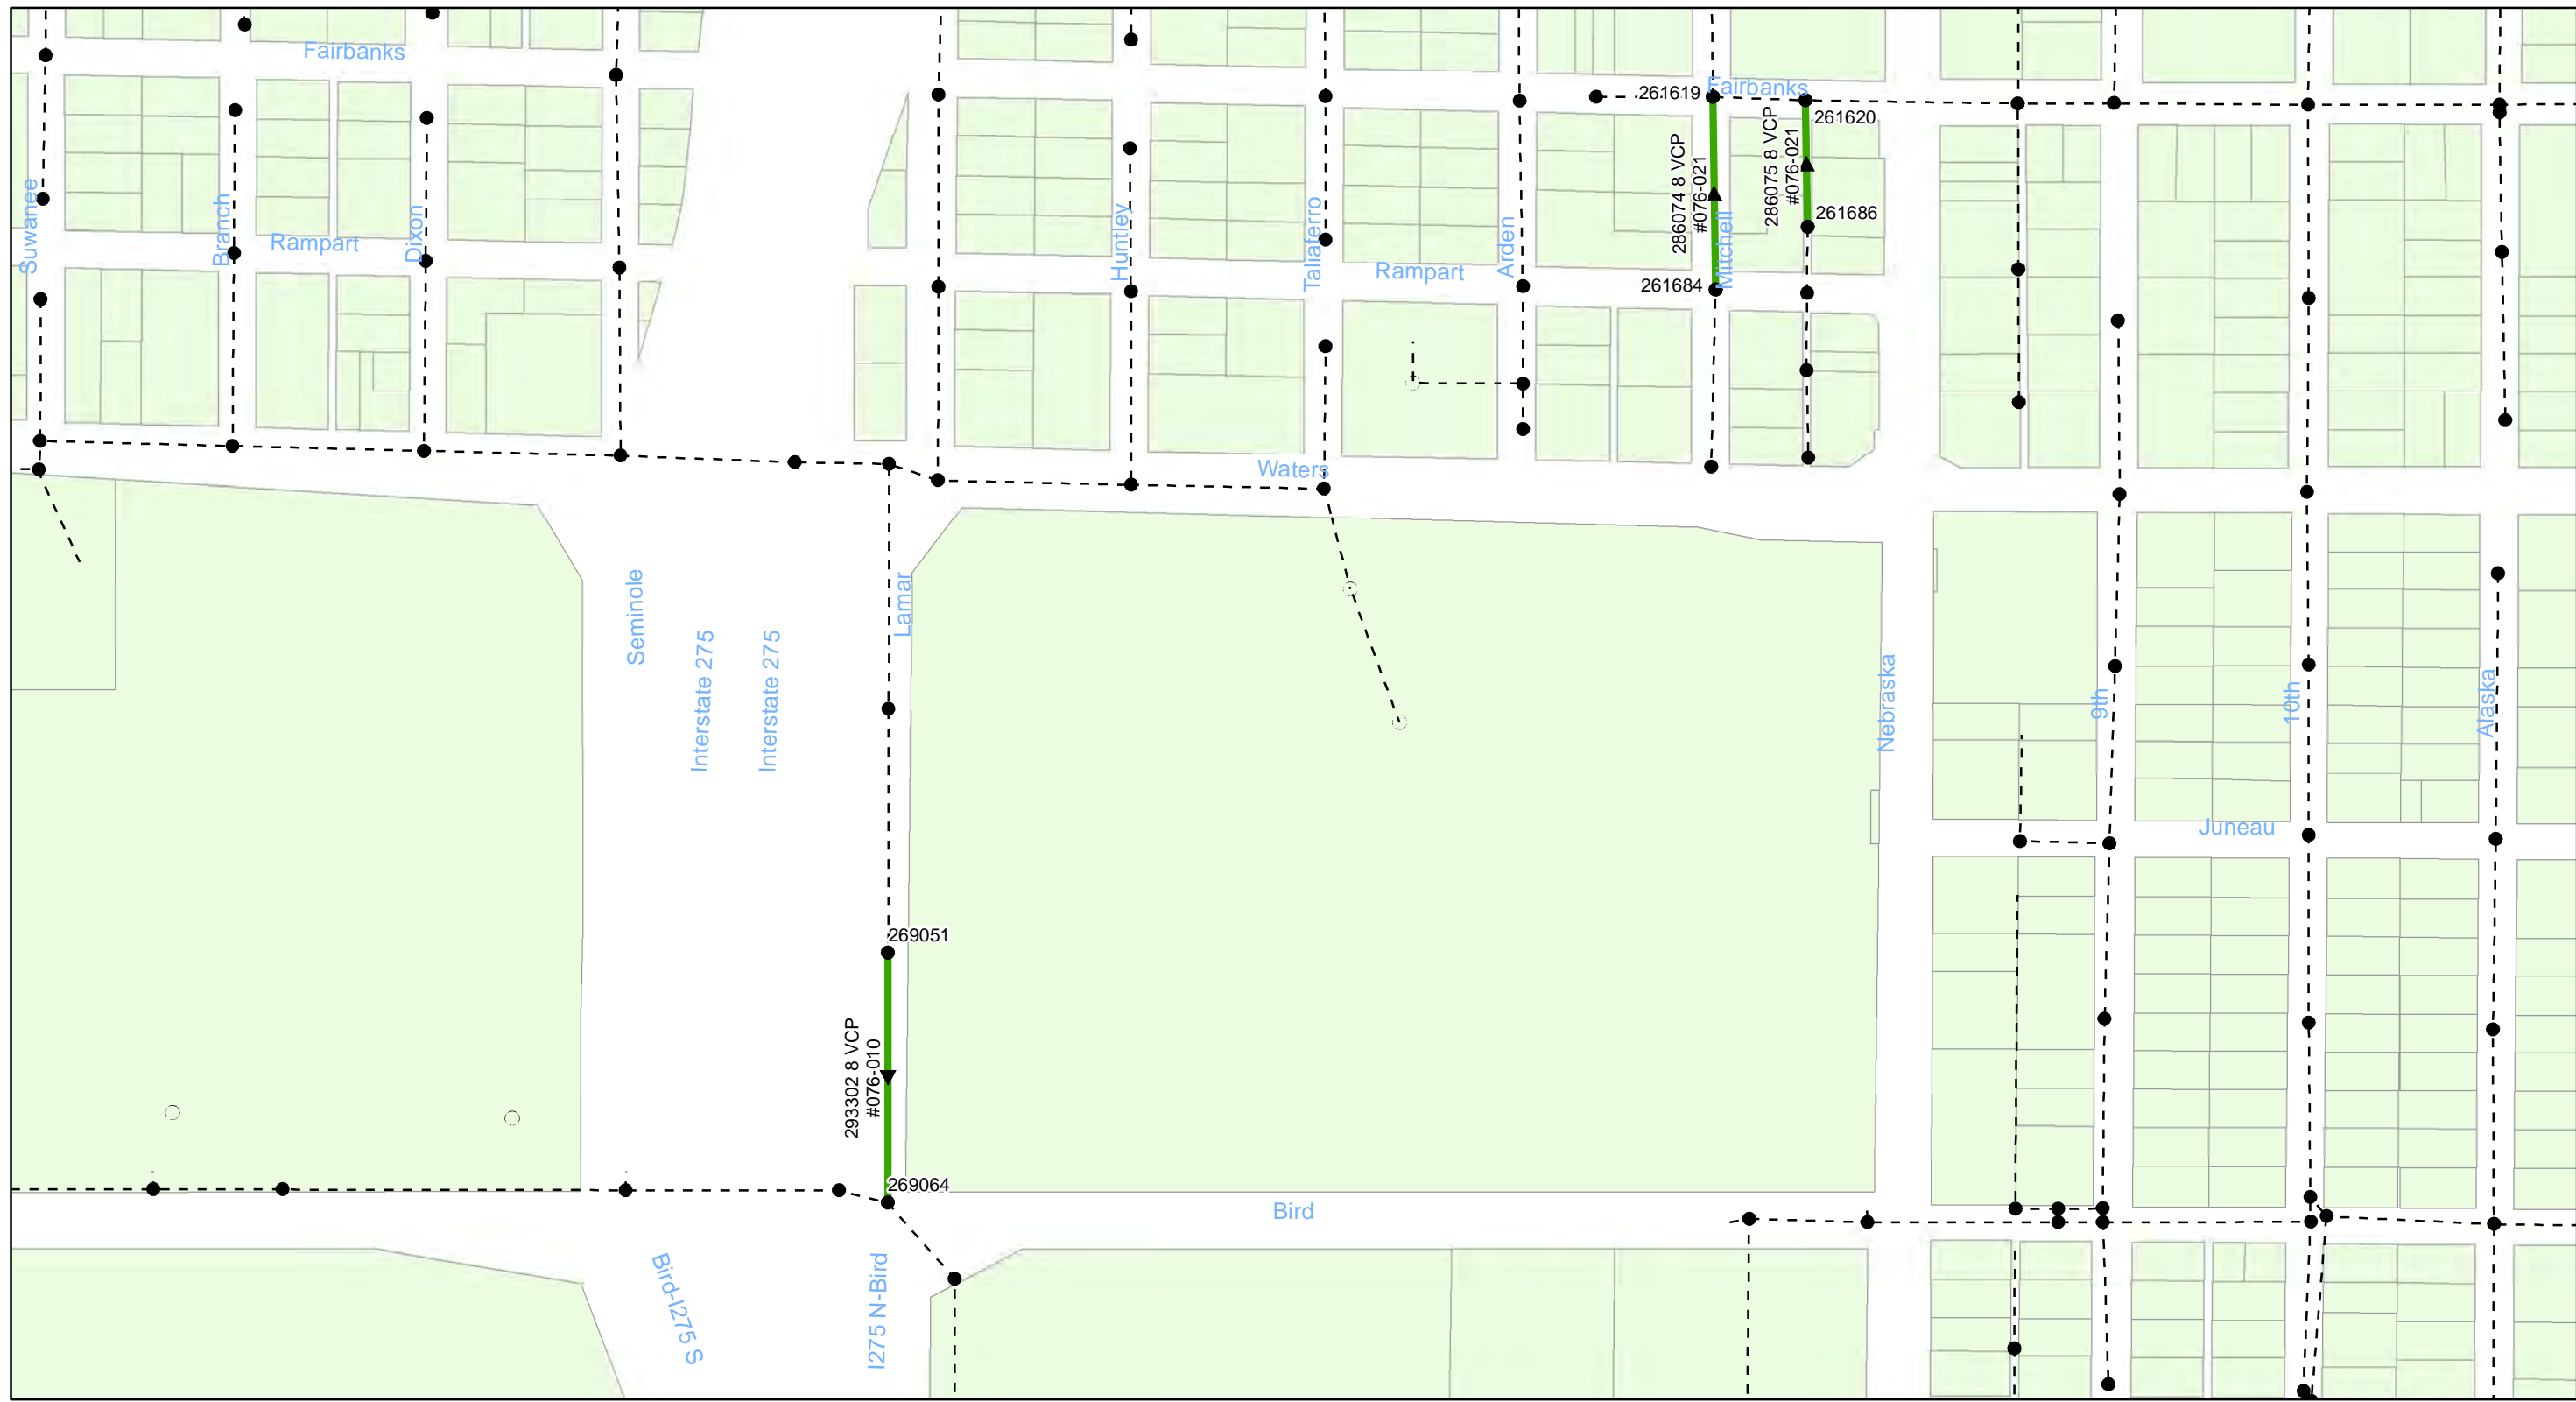 Fairbanks
Fairbanks
261619
261620
286074 8 VCP
#076-021
286075 8 VCP
#076-021
Suwanee
Branch
Rampart
Dixon
Huntley
Taliaferro
Rampart
Arden
Mitchell
261686
261684
Waters
Seminole
Interstate 275
Interstate 275
Lamar
Nebraska
9th
10th
Alaska
Juneau
269051
293302 8 VCP
#076-010
269064
Bird
Bird-I275 S
I275 N-Bird